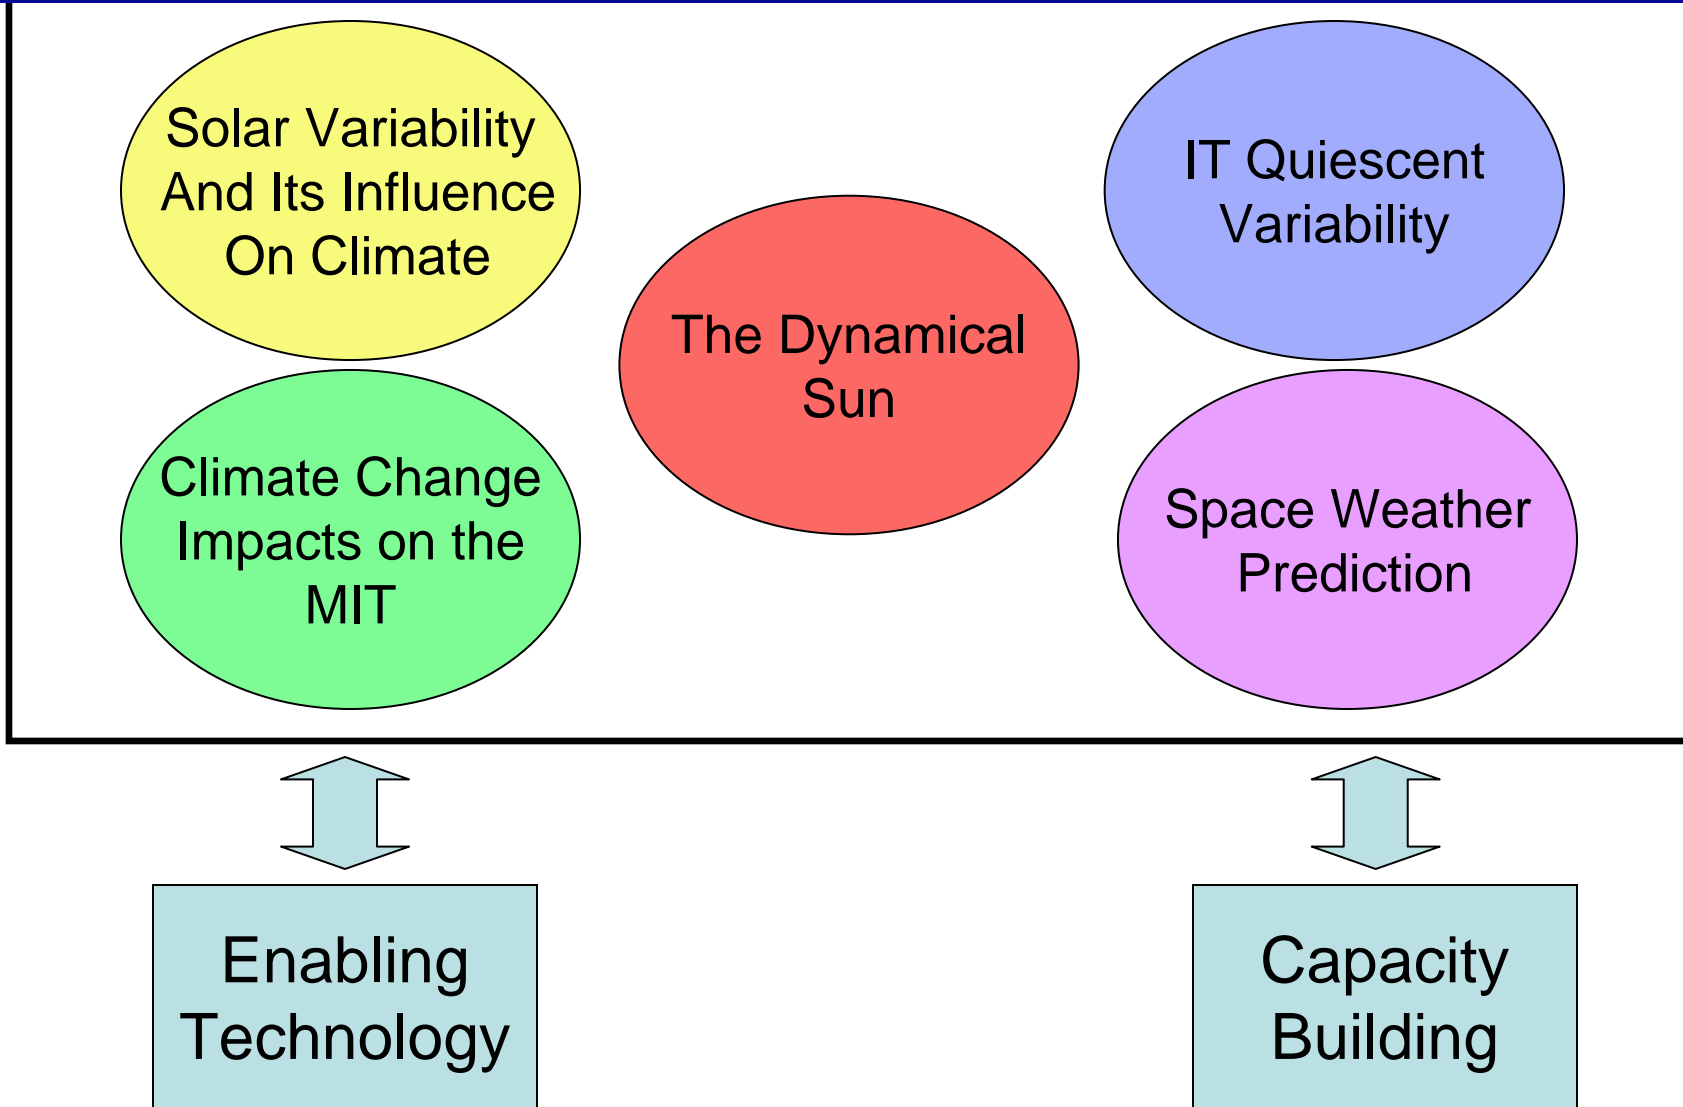 Solar Variability
And Its Influence
On Climate
IT Quiescent
Variability
The Dynamical
Sun
Climate Change
Impacts on the
MIT
Space Weather
Prediction
Enabling
Technology
Capacity
Building